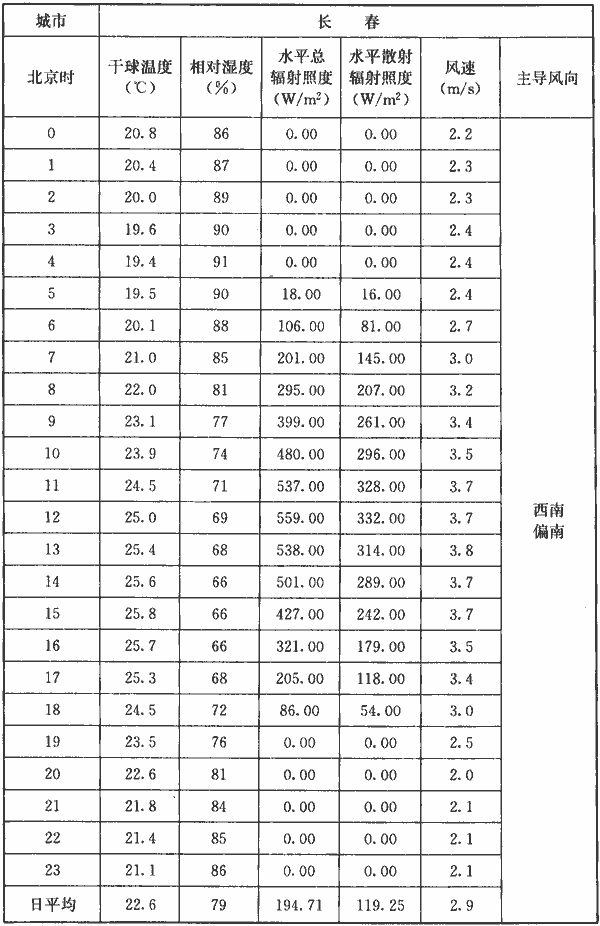 城市 长 春
北京时 干球温度(℃) 相对湿度(%) 水平总辐射照度(W/m²) 水平散射辐射照度(W/m²) 风速(m/s) 主导风向
0 20.8 86 0.00 0.00 2.2
1 20.4 87 0.00 0.00 2.3
2 20.0 89 0.00 0.00 2.3
3 19.6 90 0.00 0.00 2.4
4 19.4 91 0.00 0.00 2.4
5 19.5 90 18.00 16.00 2.4
6 20.1 88 106.00 81.00 2.7
7 21.0 85 201.00 145.00 3.0
8 22.0 81 295.00 207.00 3.2
9 23.1 77 399.00 261.00 3.4
10 23.9 74 480.00 296.00 3.5
11 24.5 71 537.00 328.00 3.7
12 25.0 69 559.00 332.00 3.7
西南
偏南
13 25.4 68 538.00 314.00 3.8
14 25.6 66 501.00 289.00 3.7
15 25.8 66 427.00 242.00 3.7
16 25.7 66 321.00 179.00 3.5
17 25.3 68 205.00 118.00 3.4
18 24.5 72 86.00 54.00 3.0
19 23.5 76 0.00 0.00 2.5
20 22.6 81 0.00 0.00 2.0
21 21.8 84 0.00 0.00 2.1
22 21.4 85 0.00 0.00 2.1
23 21.1 86 0.00 0.00 2.1
日平均 22.6 79 194.71 119.25 2.9